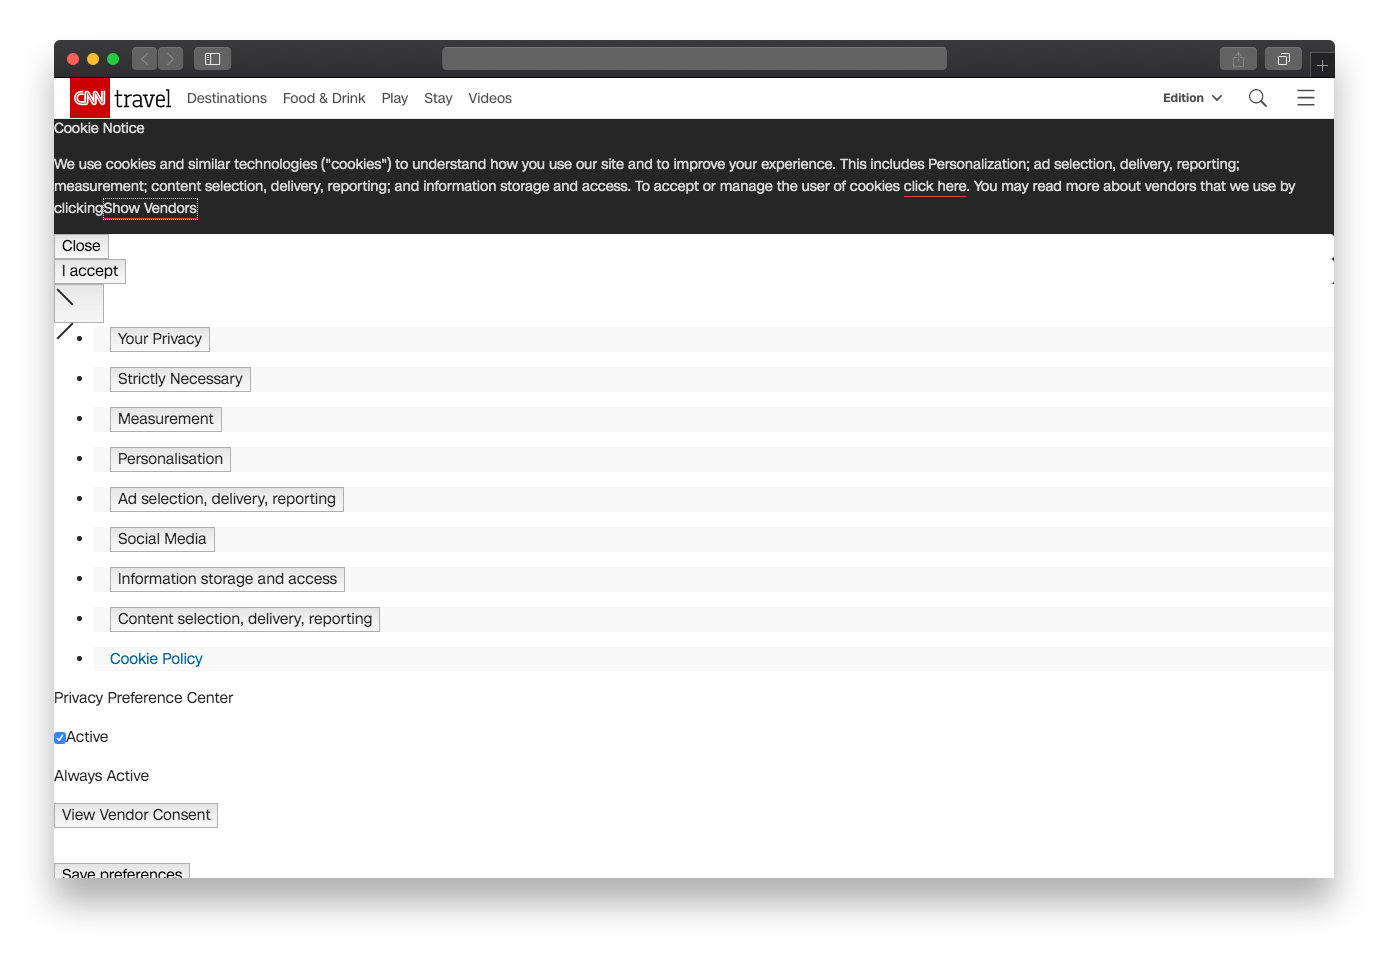 CNN travel Destinations Food & Drink Play Stay Videos Edition
Cookie Notice
We use cookies and similar technologies ("cookies") to understand how you use our site and to improve your experience. This includes Personalization; ad selection, delivery, reporting;
measurement; content selection, delivery, reporting; and information storage and access. To accept or manage the user of cookies click here. You may read more about vendors that we use by
clickingShow Vendors
Close
I accept
Your Privacy
Strictly Necessary
Measurement
Personalisation
Ad selection, delivery, reporting
Social Media
Information storage and access
Content selection, delivery, reporting
Cookie Policy
Privacy Preference Center
Active
Always Active
View Vendor Consent
Save preferences